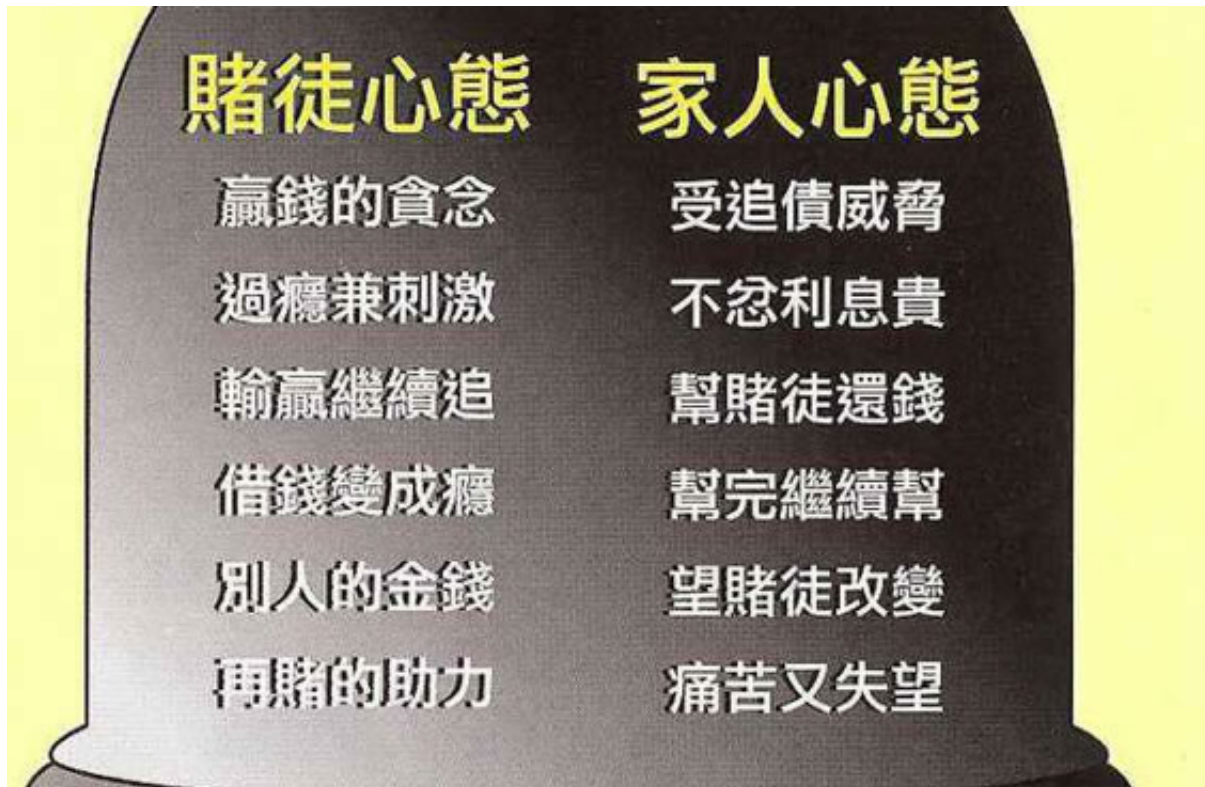 賭徒心態
贏錢的貪念
過癮兼刺激
輸贏繼續追
借錢變成癮
別人的金錢
再賭的助力
家人心態
受追債威脅
不忿利息貴
幫賭徒還錢
幫完繼續幫
望賭徒改變
痛苦又失望